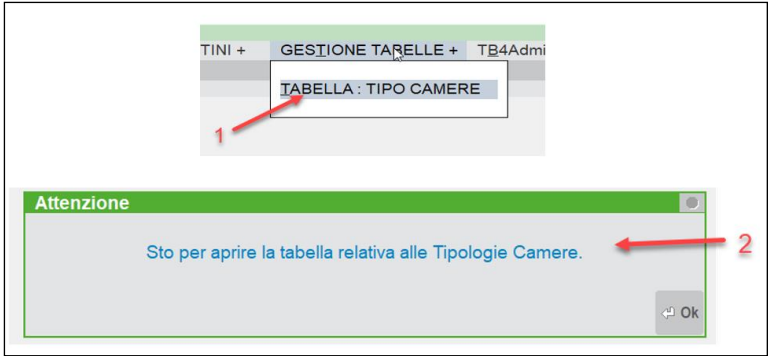 TINI + GESTIONE TABELLE + TB4Admi
TABELLA : TIPO CAMERE
1
Attenzione
Sto per aprire la tabella relativa alle Tipologie Camere.
2
Ok